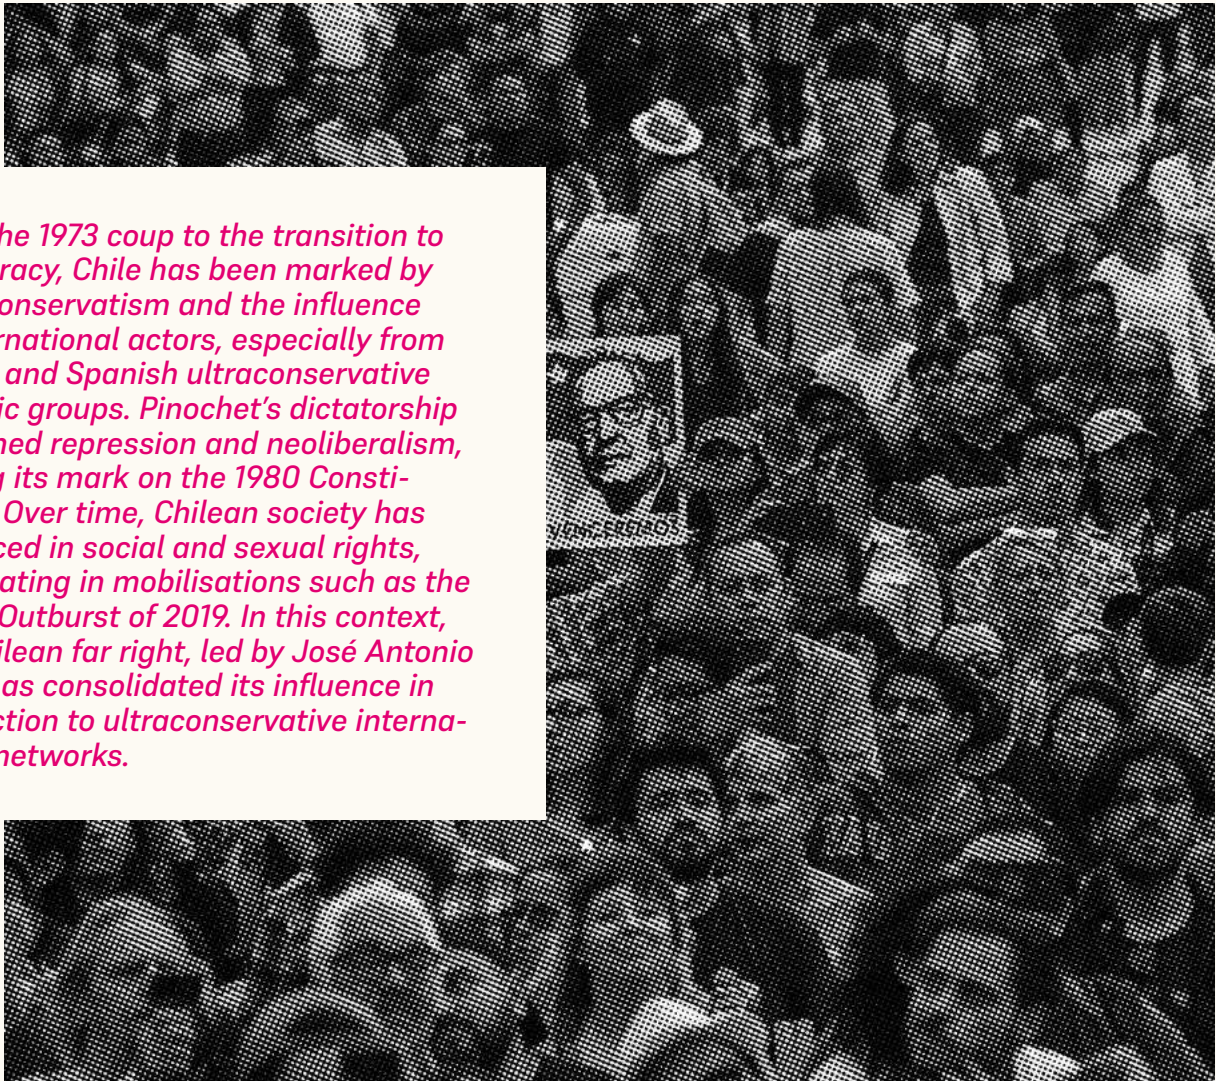 he 1973 coup to the transition to
racy, Chile has been marked by
onservatism and the influence
rnational actors, especially from
and Spanish ultraconservative
ic groups. Pinochet’s dictatorship
ned repression and neoliberalism,
g its mark on the 1980 Consti-
Over time, Chilean society has
ced in social and sexual rights,
ating in mobilisations such as the
Outburst of 2019. In this context,
ilean far right, led by José Antonio
as consolidated its influence in
ction to ultraconservative interna-
networks.
VENCEREMOS